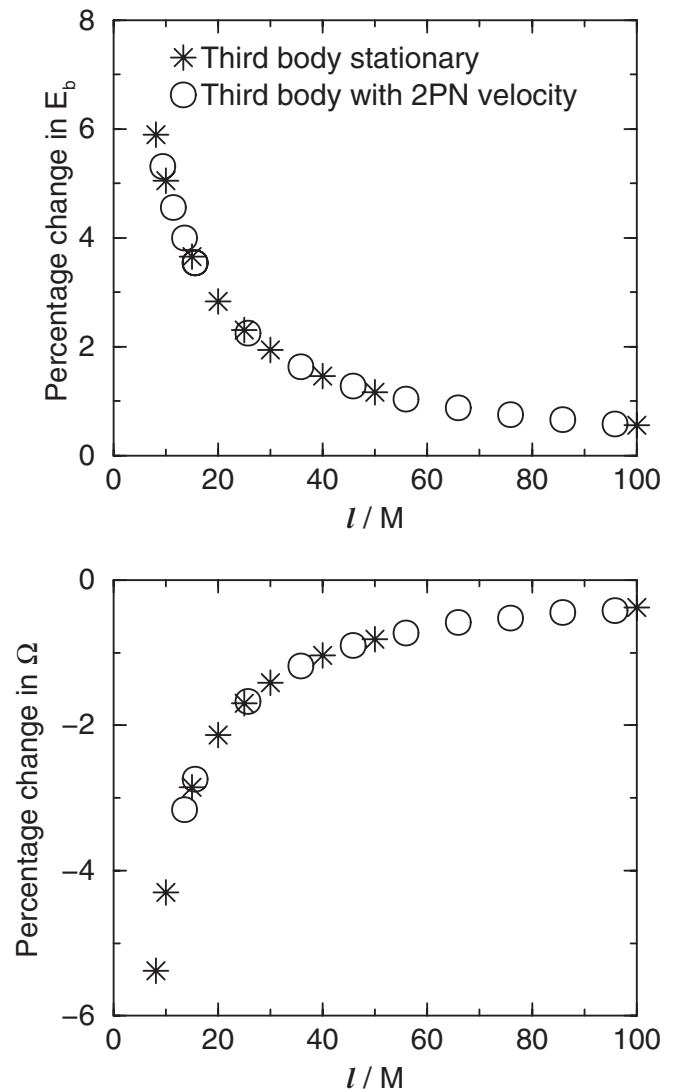 8
Third body stationary
Third body with 2PN velocity
6
4
2
0
Percentage change in E_b
0 20 40 60 80 100
l / M
0
−2
−4
−6
Percentage change in Ω
0 20 40 60 80 100
l / M